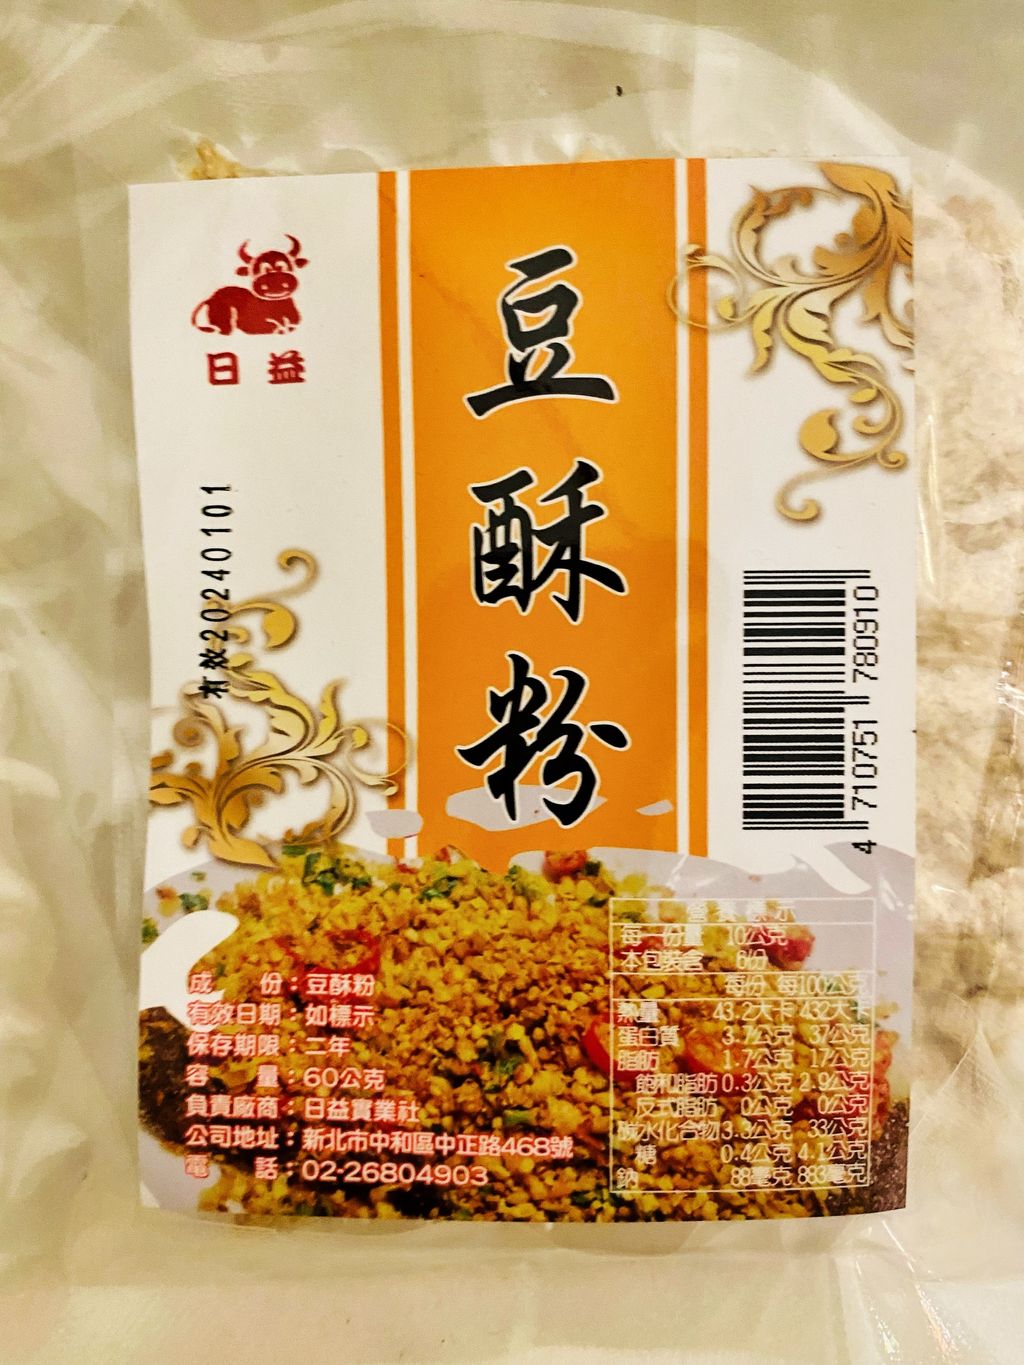 日益
豆酥粉
有效20240101
4 710751 780910
成份：豆酥粉
有效日期：如標示
保存期限：二年
容量：60公克
負責廠商：日益實業社
公司地址：新北市中和區中正路468號
電話：02-26804903
營養標示
每一份量 10公克
本包裝含 6份
每份 每100公克
熱量 43.2大卡 432大卡
蛋白質 3.7公克 37公克
脂肪 1.7公克 17公克
飽和脂肪 0.3公克 2.9公克
反式脂肪 0公克 0公克
碳水化合物 3.3公克 33公克
糖 0.4公克 4.1公克
鈉 88毫克 883毫克